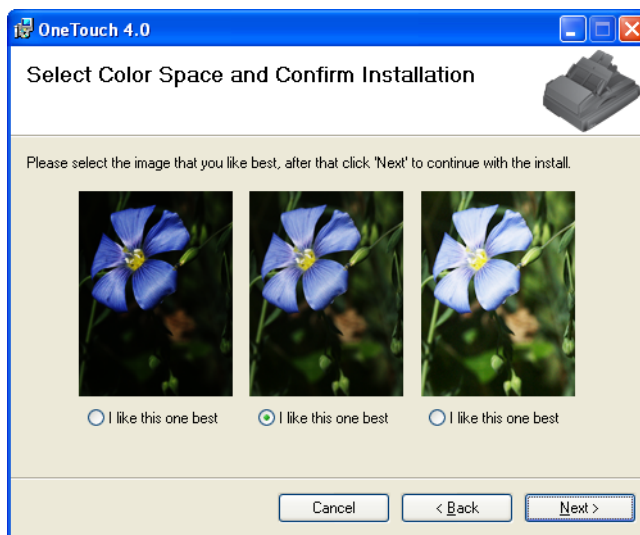 OneTouch 4.0
Select Color Space and Confirm Installation
Please select the image that you like best, after that click 'Next' to continue with the install.
I like this one best I like this one best I like this one best
Cancel < Back Next >